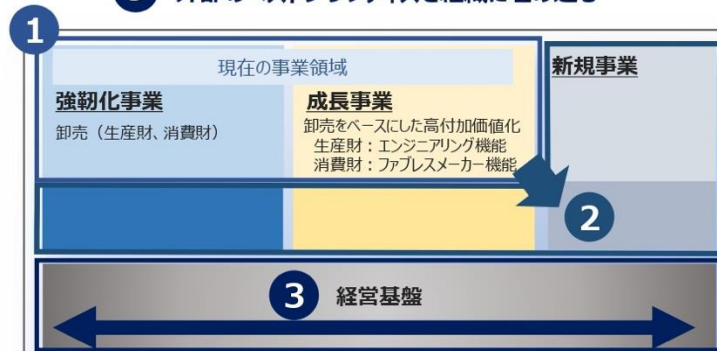 1
現在の事業領域
強靭化事業
卸売（生産財、消費財）
成長事業
卸売をベースにした高付加価値化
生産財：エンジニアリング機能
消費財：ファブレスメーカー機能
新規事業
2
3 経営基盤